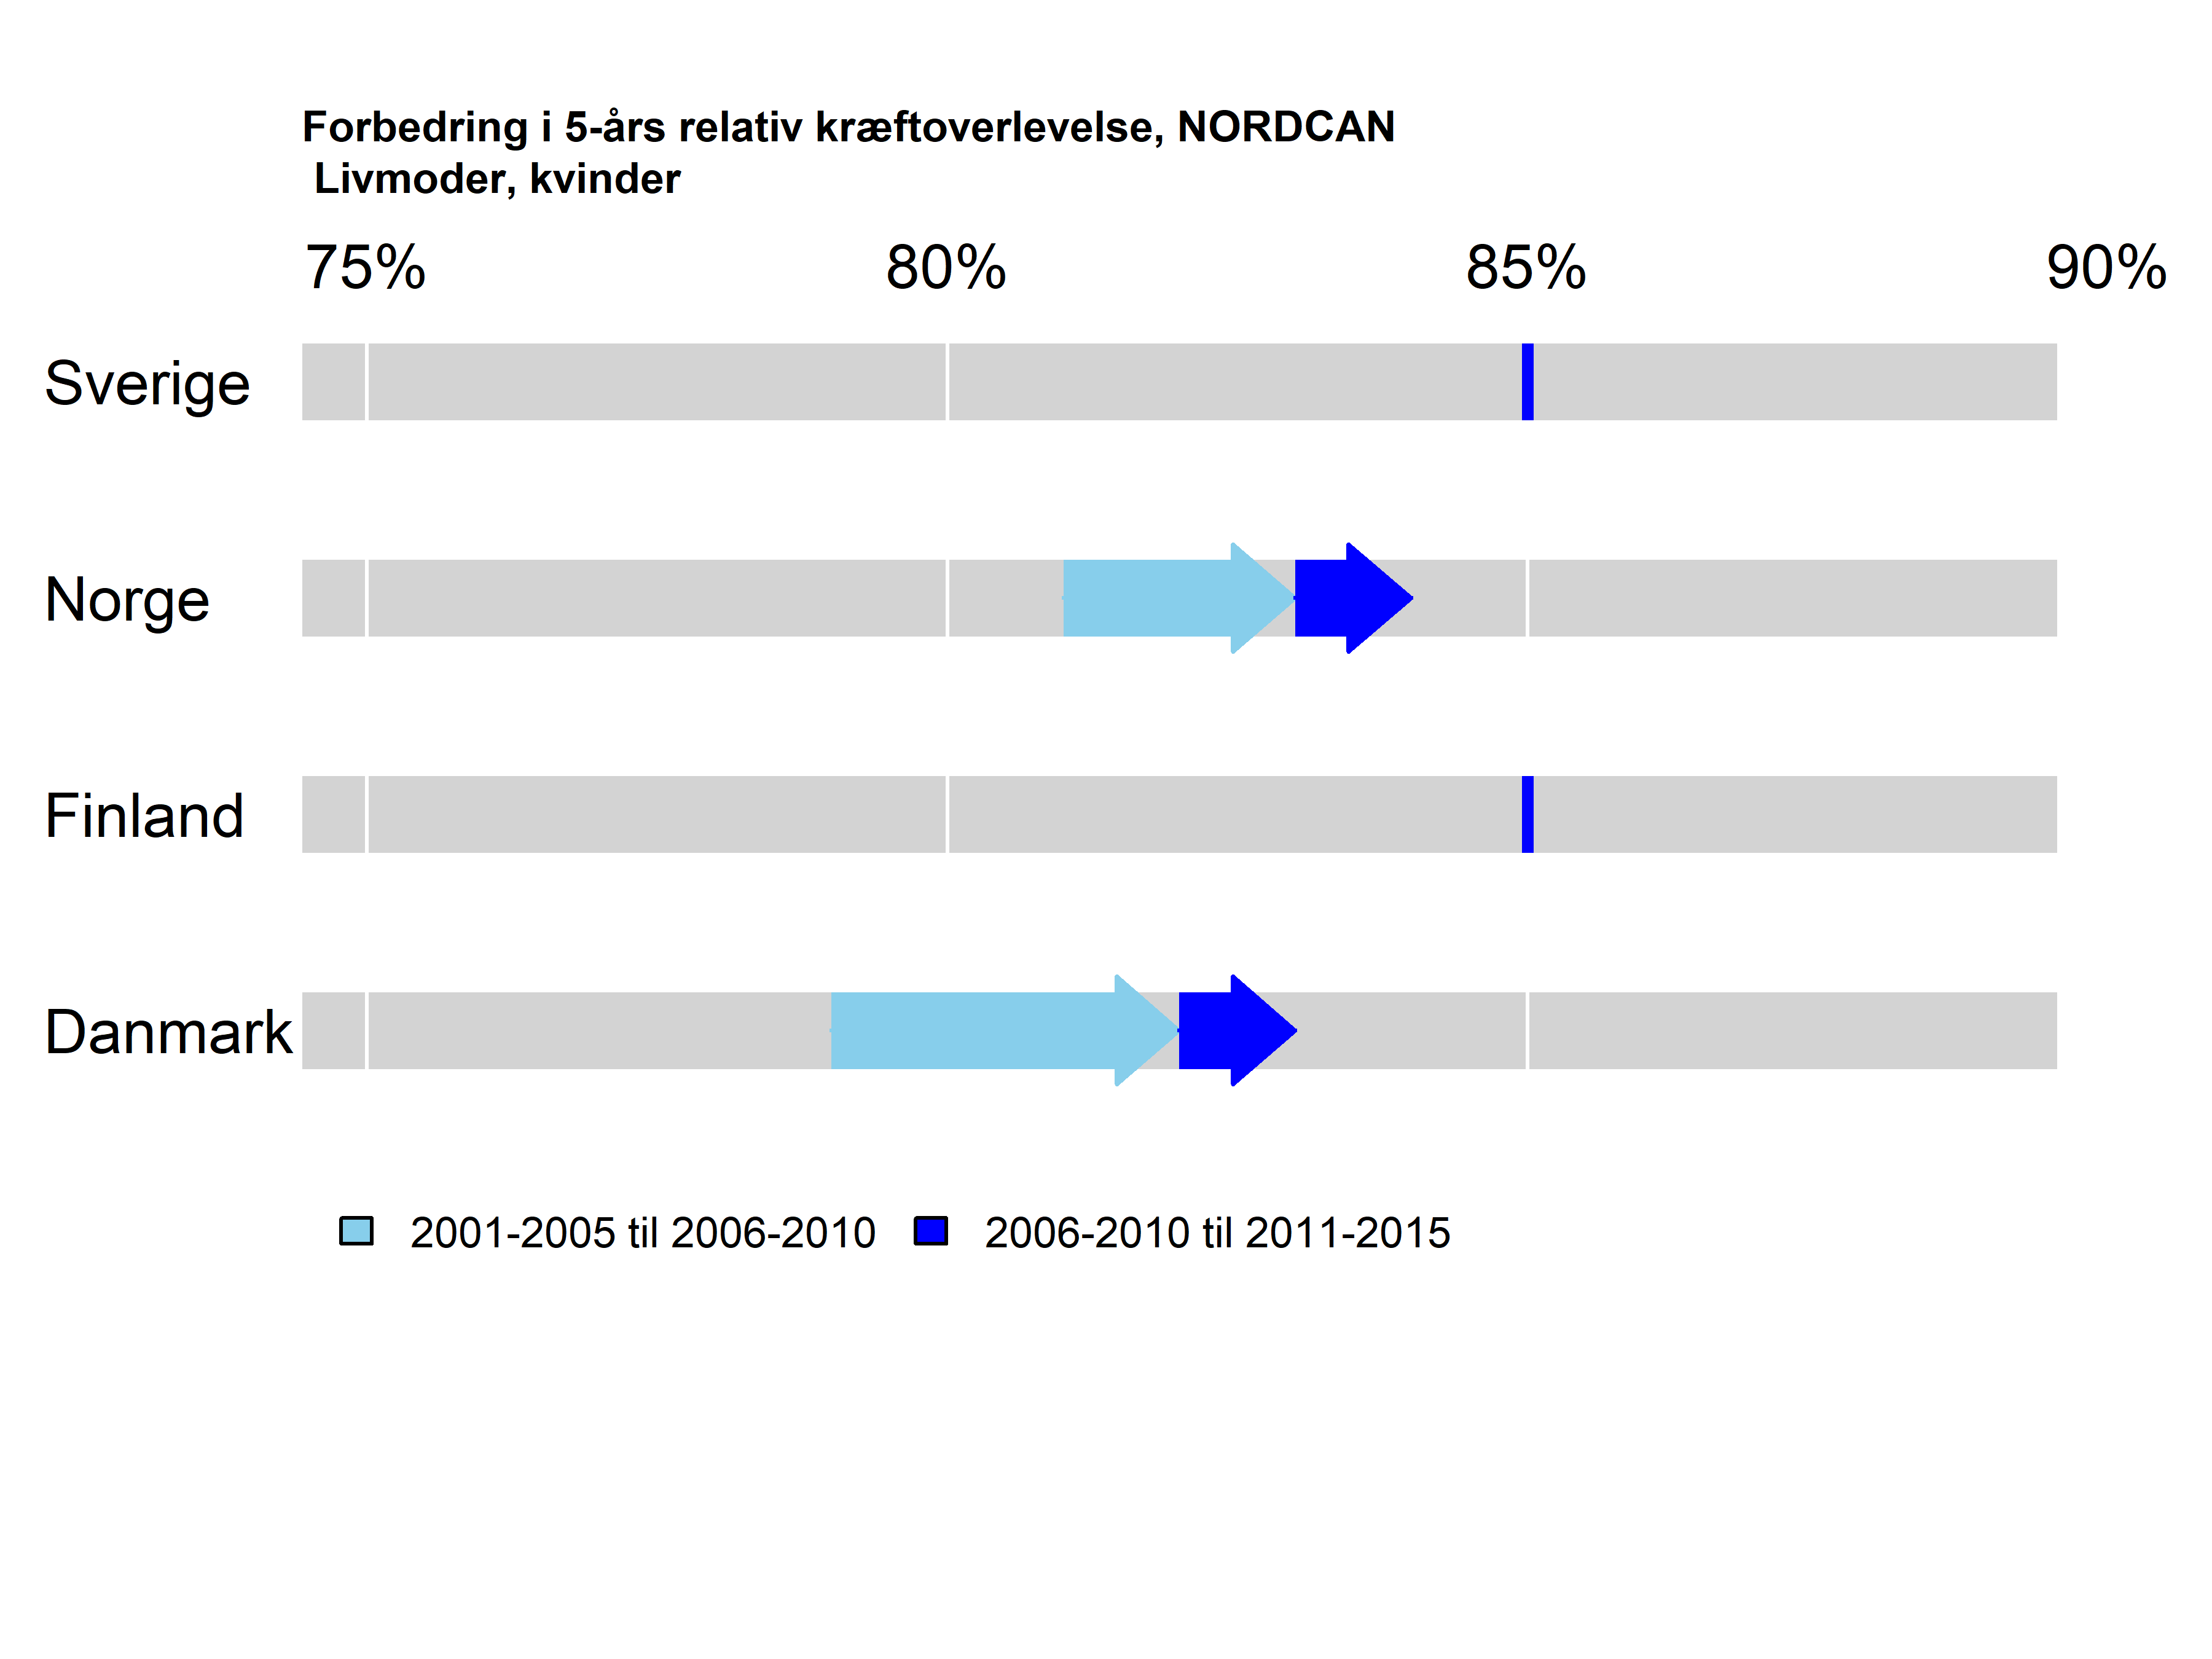 Forbedring i 5-års relativ kræftoverlevelse, NORDCAN
Livmoder, kvinder
75% 80% 85% 90%
Sverige
Norge
Finland
Danmark
2001-2005 til 2006-2010 2006-2010 til 2011-2015